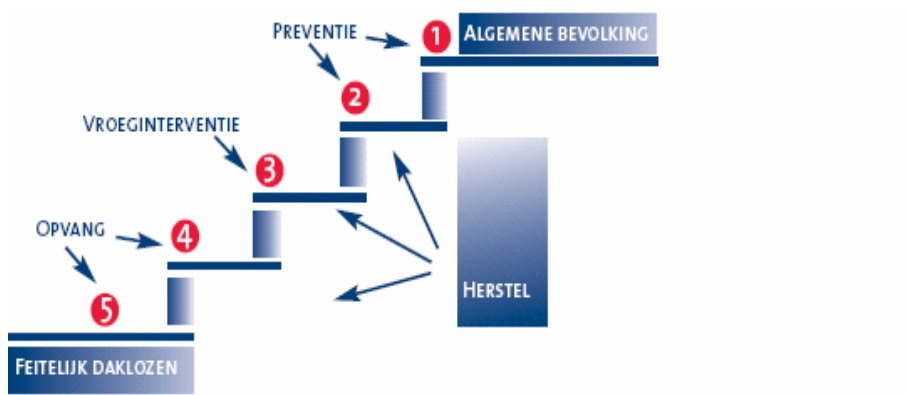 PREVENTIE
1
ALGEMENE BEVOLKING
2
VROEGINTERVENTIE
3
OPVANG
4
HERSTEL
5
FEITELIJK DAKLOZEN